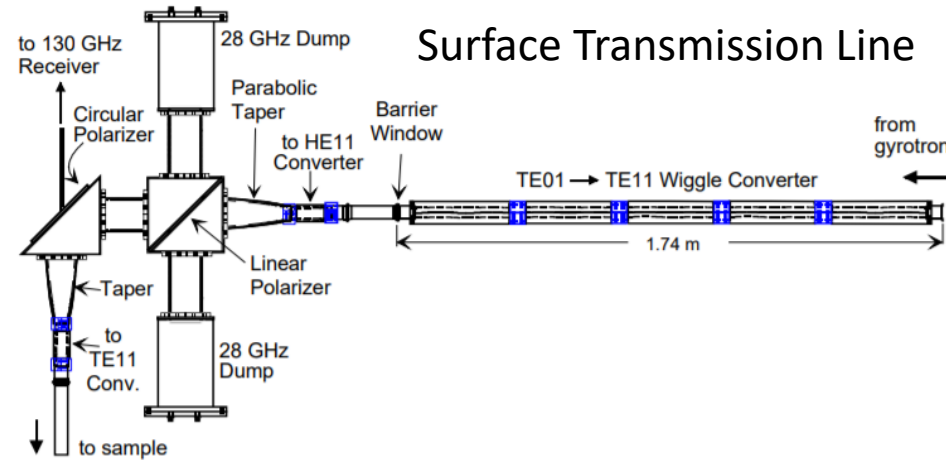 Surface Transmission Line
to 130 GHz
Receiver
28 GHz Dump
Circular
Polarizer
Parabolic
Taper
to HE11
Converter
Barrier
Window
from
gyrotron
TE01 → TE11 Wiggle Converter
1.74 m
Linear
Polarizer
Taper
to
TE11
Conv.
28 GHz
Dump
to sample